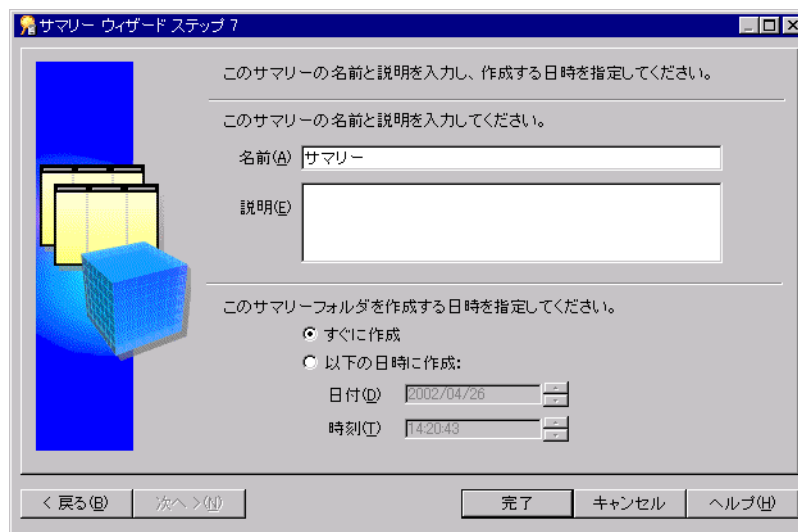 サマリー ウィザード ステップ 7
このサマリーの名前と説明を入力し、作成する日時を指定してください。
このサマリーの名前と説明を入力してください。
名前(A) サマリー
説明(E)
このサマリーフォルダを作成する日時を指定してください。
すぐに作成
以下の日時に作成:
日付(D) 2002/04/26
時刻(T) 14:20:43
< 戻る(B) 次へ >(N) 完了 キャンセル ヘルプ(H)